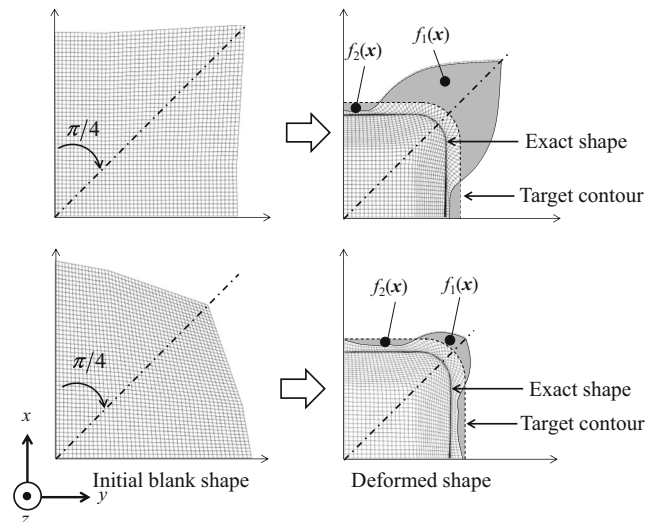 f₂(x)
f₁(x)
π/4
Exact shape
Target contour
f₂(x)
f₁(x)
π/4
Exact shape
Target contour
x
y
z
Initial blank shape
Deformed shape